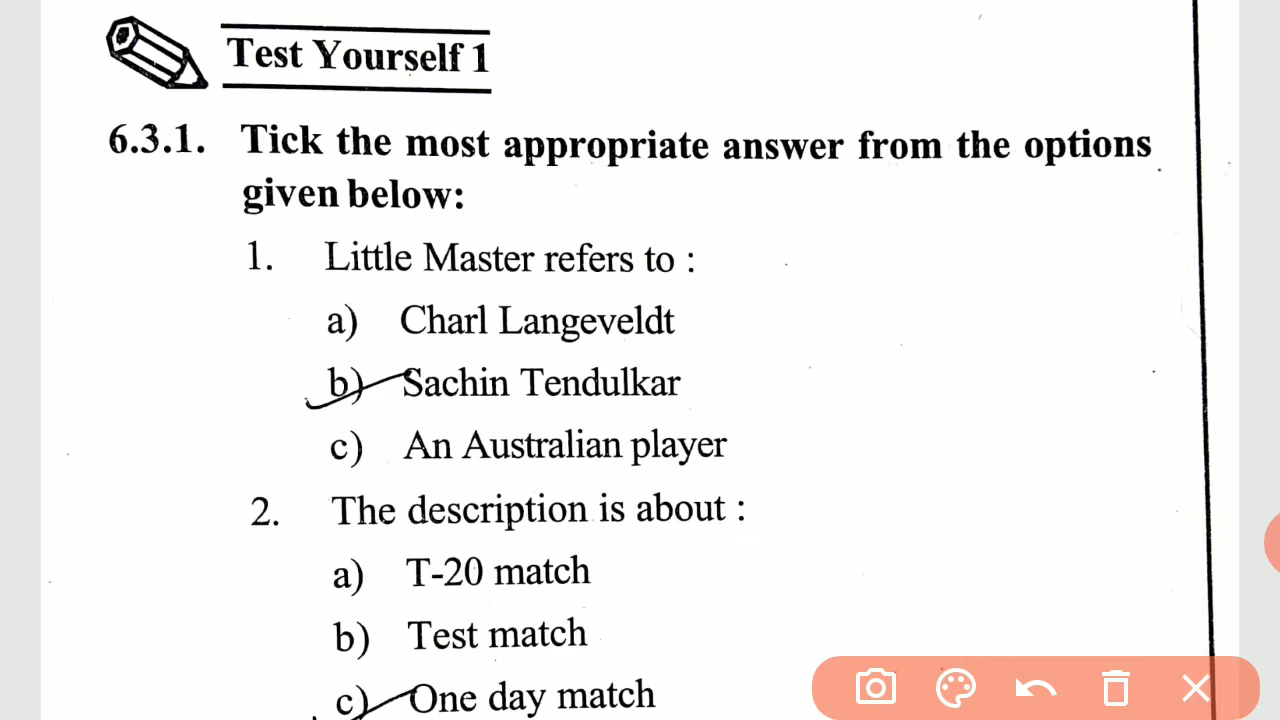 Test Yourself 1
6.3.1. Tick the most appropriate answer from the options
given below:
1. Little Master refers to :
a) Charl Langeveldt
b) Sachin Tendulkar
c) An Australian player
2. The description is about :
a) T-20 match
b) Test match
c) One day match